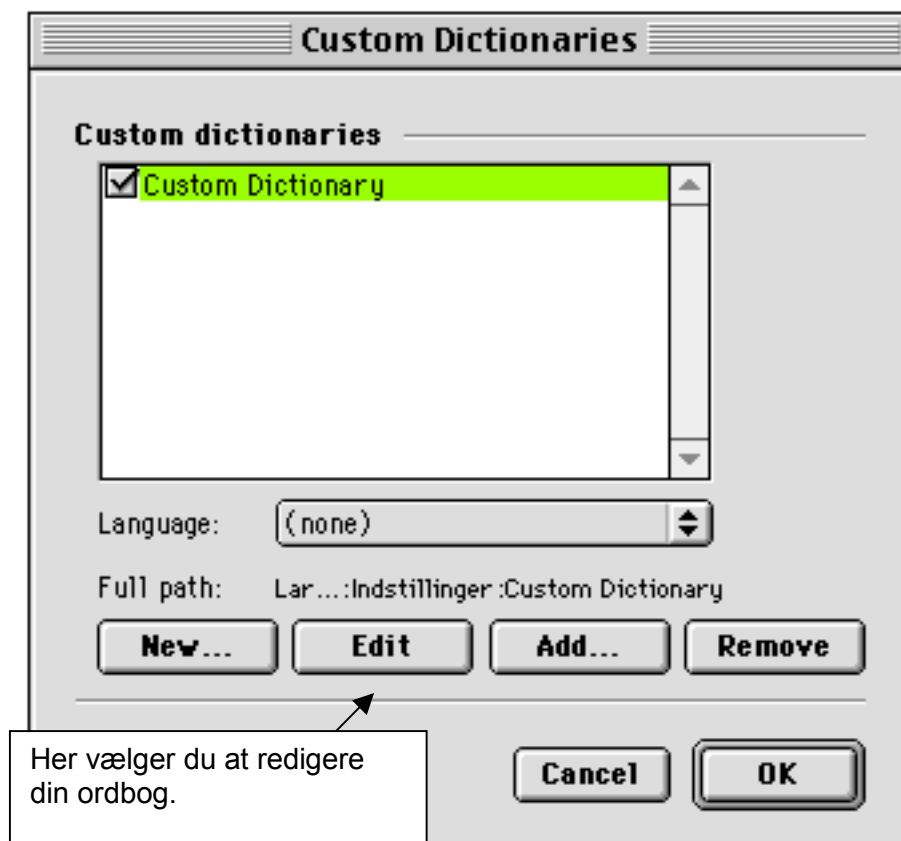 Custom Dictionaries
Custom dictionaries
Custom Dictionary
Language: (none)
Full path: Lar...:Indstillinger:Custom Dictionary
New... Edit Add... Remove
Her vælger du at redigere
din ordbog.
Cancel OK